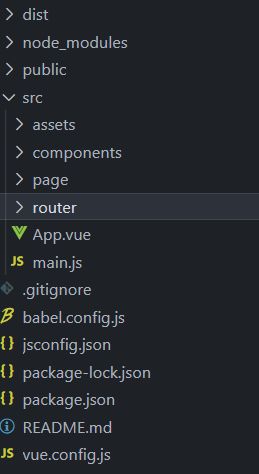 dist
node_modules
public
src
assets
components
page
router
App.vue
JS main.js
.gitignore
babel.config.js
{} jsconfig.json
{} package-lock.json
{} package.json
README.md
JS vue.config.js